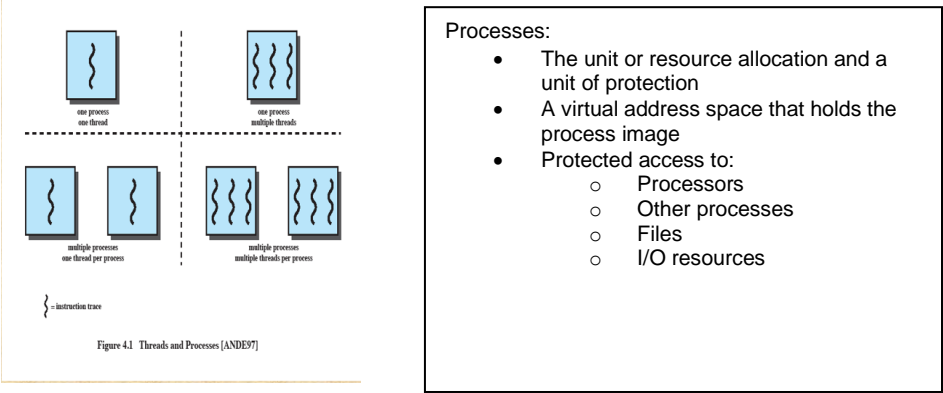 one process
one thread
one process
multiple threads
multiple processes
one thread per process
multiple processes
multiple threads per process
= instruction trace
Figure 4.1 Threads and Processes [ANDE97]
Processes:
• The unit or resource allocation and a
unit of protection
• A virtual address space that holds the
process image
• Protected access to:
o Processors
o Other processes
o Files
o I/O resources